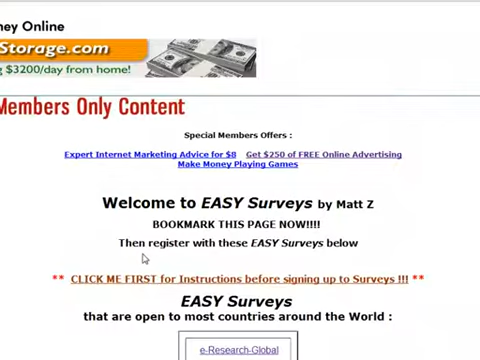 ney Online
Storage.com
g $3200/day from home!
Members Only Content
Special Members Offers :
Expert Internet Marketing Advice for $8 Get $250 of FREE Online Advertising
Make Money Playing Games
Welcome to EASY Surveys by Matt Z
BOOKMARK THIS PAGE NOW!!!!
Then register with these EASY Surveys below
** CLICK ME FIRST for Instructions before signing up to Surveys !!! **
EASY Surveys
that are open to most countries around the World :
e-Research-Global